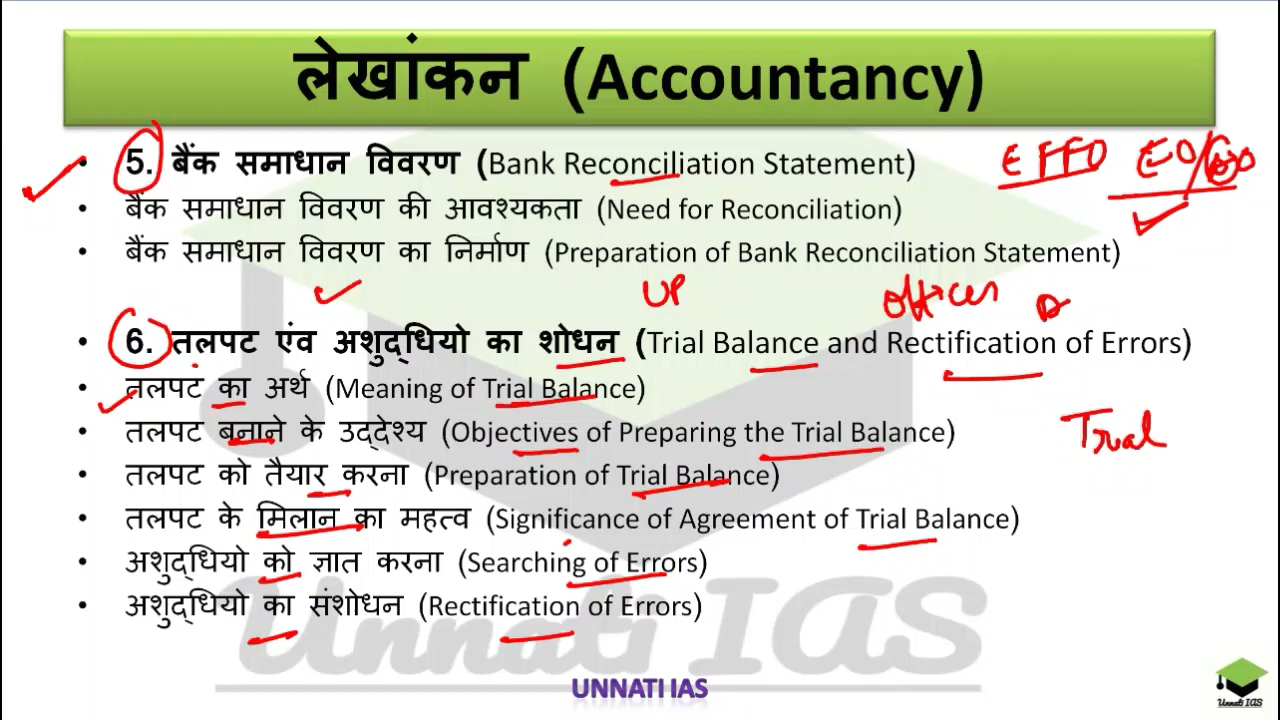 लेखांकन (Accountancy)
• 5. बैंक समाधान विवरण (Bank Reconciliation Statement)
EFFO EO/
• बैंक समाधान विवरण की आवश्यकता (Need for Reconciliation)
• बैंक समाधान विवरण का निर्माण (Preparation of Bank Reconciliation Statement)
UP
• 6. तलपट एंव अशुद्धियो का शोधन (Trial Balance and Rectification of Errors)
• तलपट का अर्थ (Meaning of Trial Balance)
• तलपट बनाने के उद्देश्य (Objectives of Preparing the Trial Balance)
Trial
• तलपट को तैयार करना (Preparation of Trial Balance)
• तलपट के मिलान का महत्व (Significance of Agreement of Trial Balance)
• अशुद्धियो को ज्ञात करना (Searching of Errors)
• अशुद्धियो का संशोधन (Rectification of Errors)
Unnati IAS
UNNATI IAS
Unnati IAS